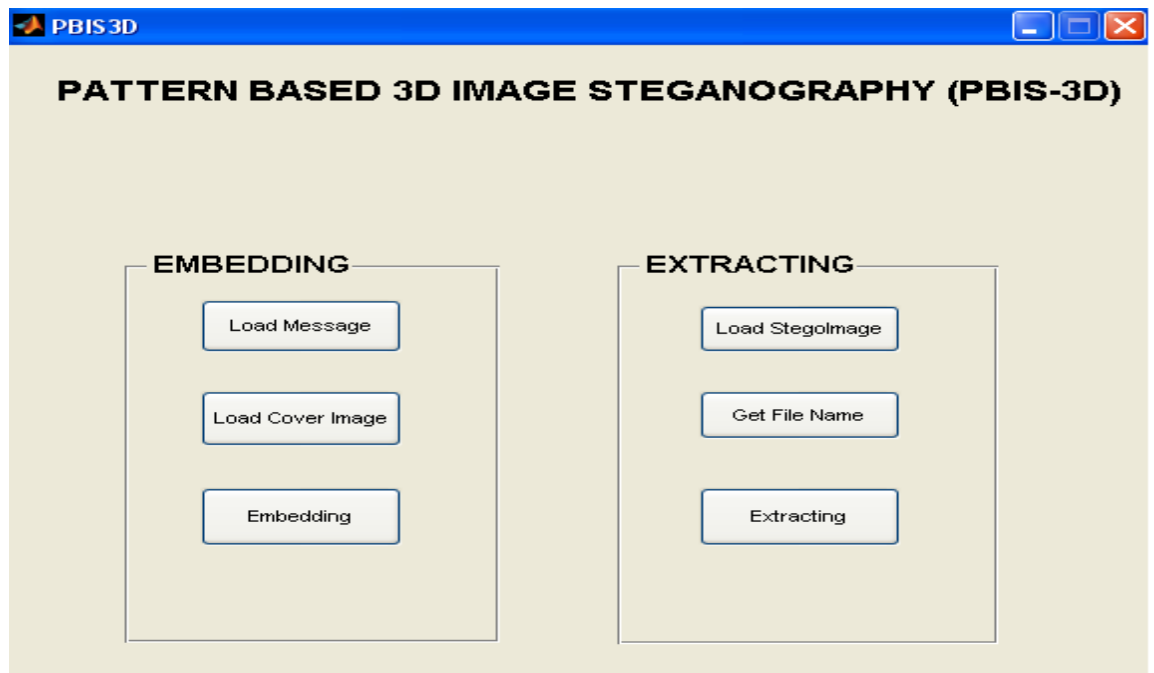 PBIS3D
PATTERN BASED 3D IMAGE STEGANOGRAPHY (PBIS-3D)
EMBEDDING
Load Message
Load Cover Image
Embedding
EXTRACTING
Load StegoImage
Get File Name
Extracting